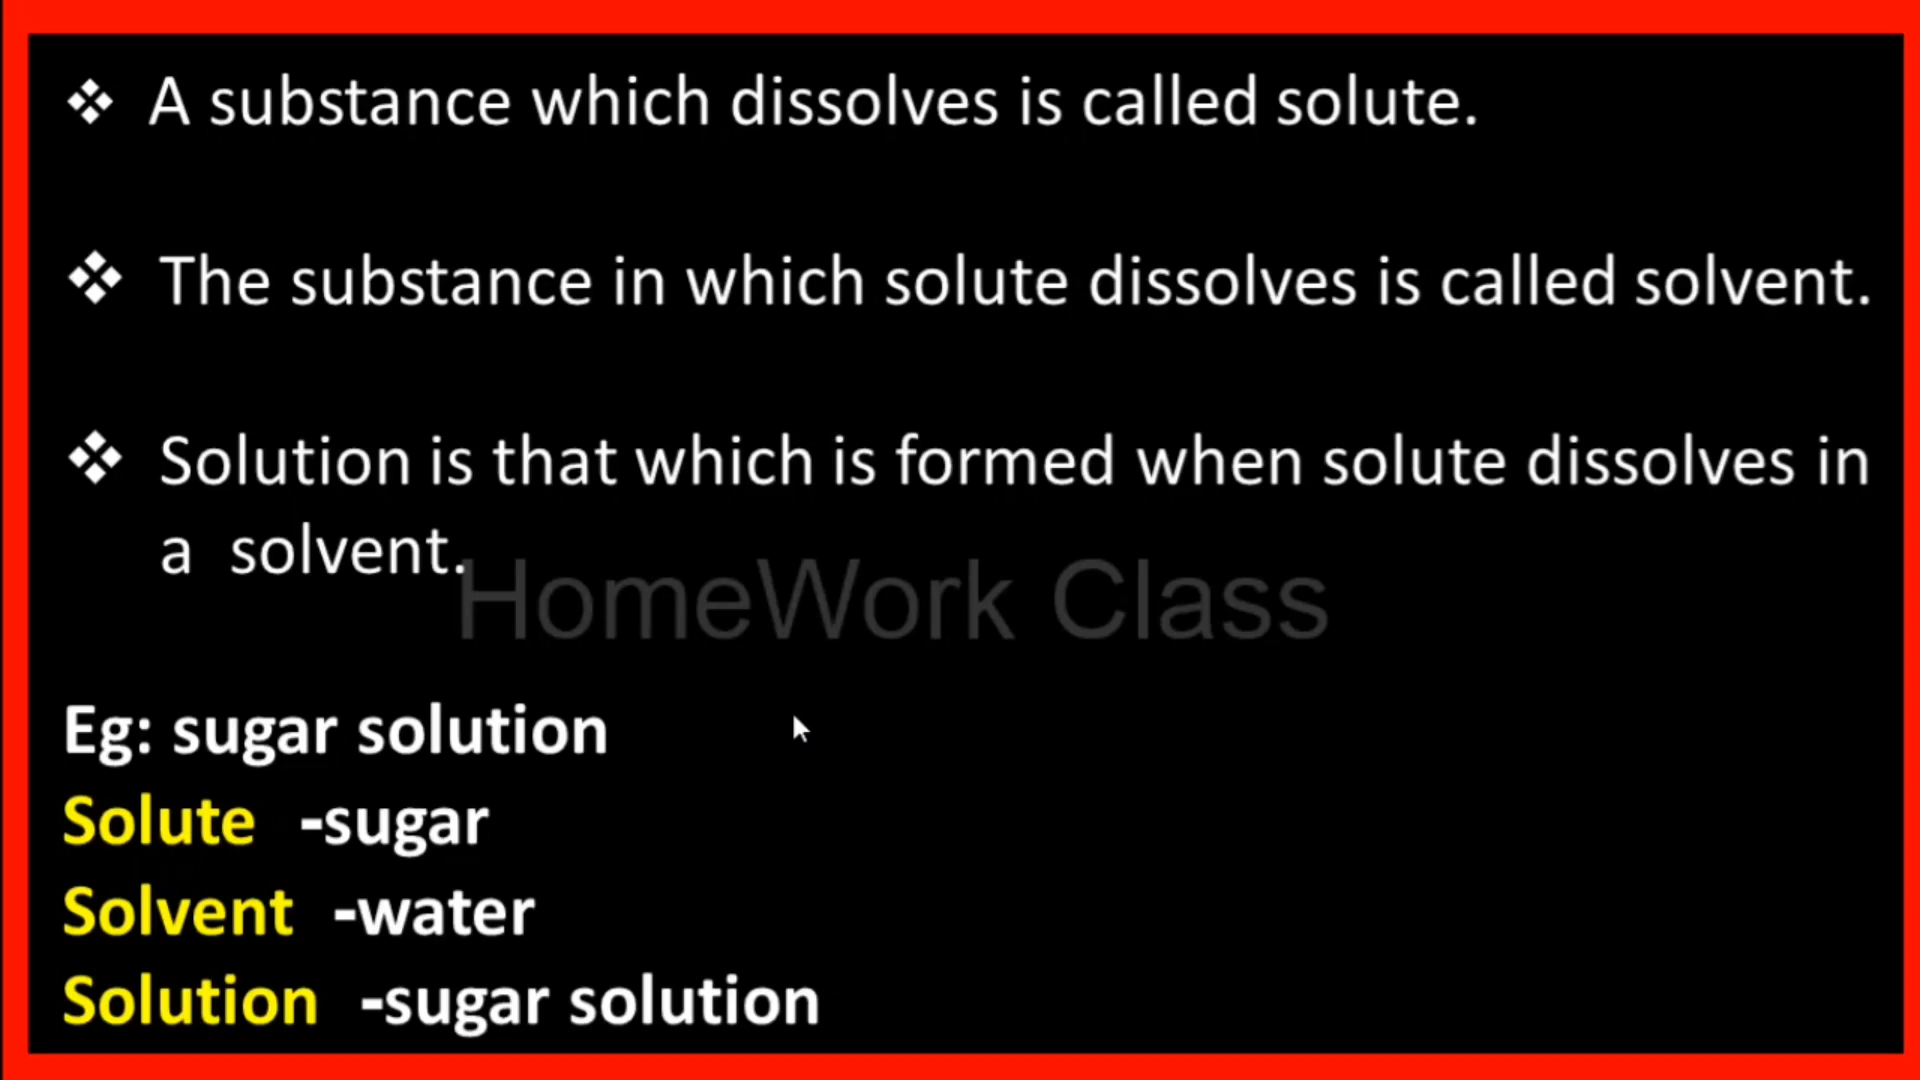 ❖ A substance which dissolves is called solute.
❖ The substance in which solute dissolves is called solvent.
❖ Solution is that which is formed when solute dissolves in
a solvent.
HomeWork Class
Eg: sugar solution
Solute -sugar
Solvent -water
Solution -sugar solution